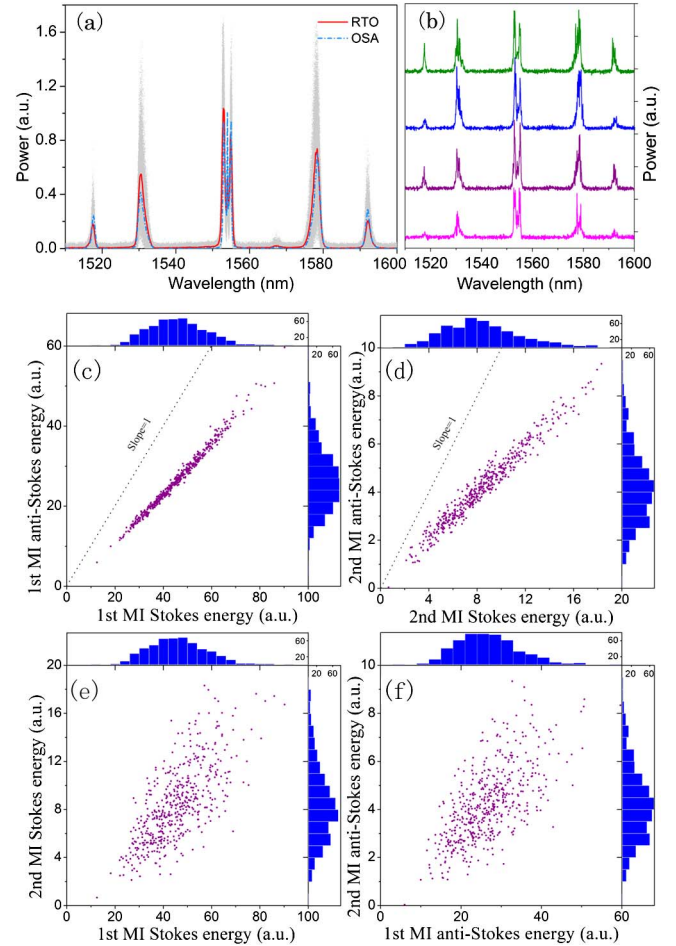 (a)
RTO
OSA
1.6
1.2
0.8
0.4
0.0
Power (a.u.)
1520 1540 1560 1580 1600
Wavelength (nm)
(b)
Power (a.u.)
1520 1540 1560 1580 1600
Wavelength (nm)
60
20
20 60
(c)
Slope=1
60
40
20
0
1st MI anti-Stokes energy (a.u.)
0 20 40 60 80 100
1st MI Stokes energy (a.u.)
60
20
20 60
(d)
Slope=1
10
8
6
4
2
0
2nd MI anti-Stokes energy(a.u.)
0 4 8 12 16 20
2nd MI Stokes energy (a.u.)
60
20
20 60
(e)
20
16
12
8
4
0
2nd MI Stokes energy (a.u.)
0 20 40 60 80 100
1st MI Stokes energy (a.u.)
60
20
20 60
(f)
10
8
6
4
2
0
2nd MI anti-Stokes energy (a.u.)
0 20 40 60
1st MI anti-Stokes energy (a.u.)